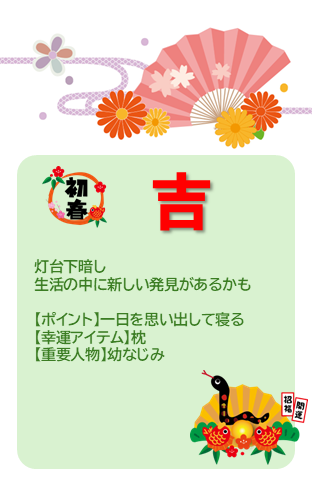 初春
吉
灯台下暗し
生活の中に新しい発見があるかも
【ポイント】一日を思い出して寝る
【幸運アイテム】枕
【重要人物】幼なじみ
招福
開運